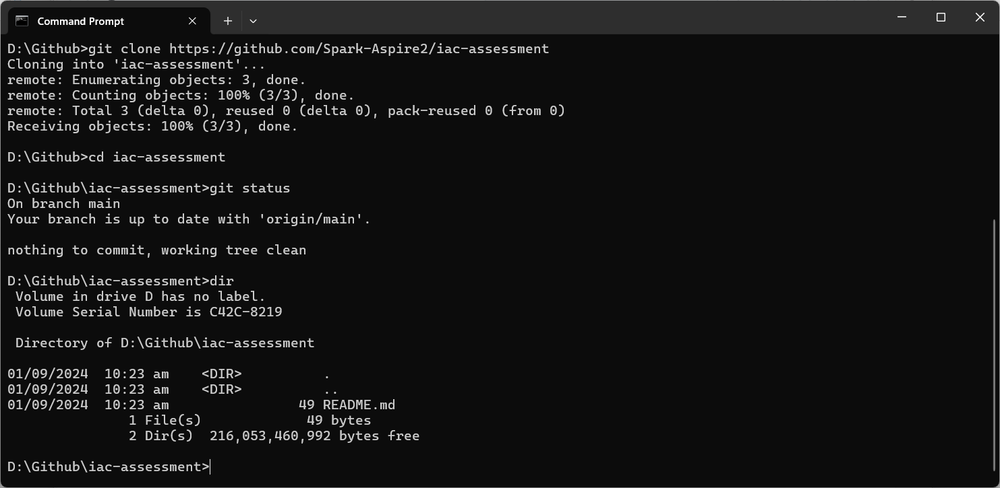 Command Prompt
D:\Github>git clone https://github.com/Spark-Aspire2/iac-assessment
Cloning into 'iac-assessment'...
remote: Enumerating objects: 3, done.
remote: Counting objects: 100% (3/3), done.
remote: Total 3 (delta 0), reused 0 (delta 0), pack-reused 0 (from 0)
Receiving objects: 100% (3/3), done.

D:\Github>cd iac-assessment

D:\Github\iac-assessment>git status
On branch main
Your branch is up to date with 'origin/main'.

nothing to commit, working tree clean

D:\Github\iac-assessment>dir
 Volume in drive D has no label.
 Volume Serial Number is C42C-8219

 Directory of D:\Github\iac-assessment

01/09/2024  10:23 am    <DIR>          .
01/09/2024  10:23 am    <DIR>          ..
01/09/2024  10:23 am                49 README.md
               1 File(s)             49 bytes
               2 Dir(s)  216,053,460,992 bytes free

D:\Github\iac-assessment>